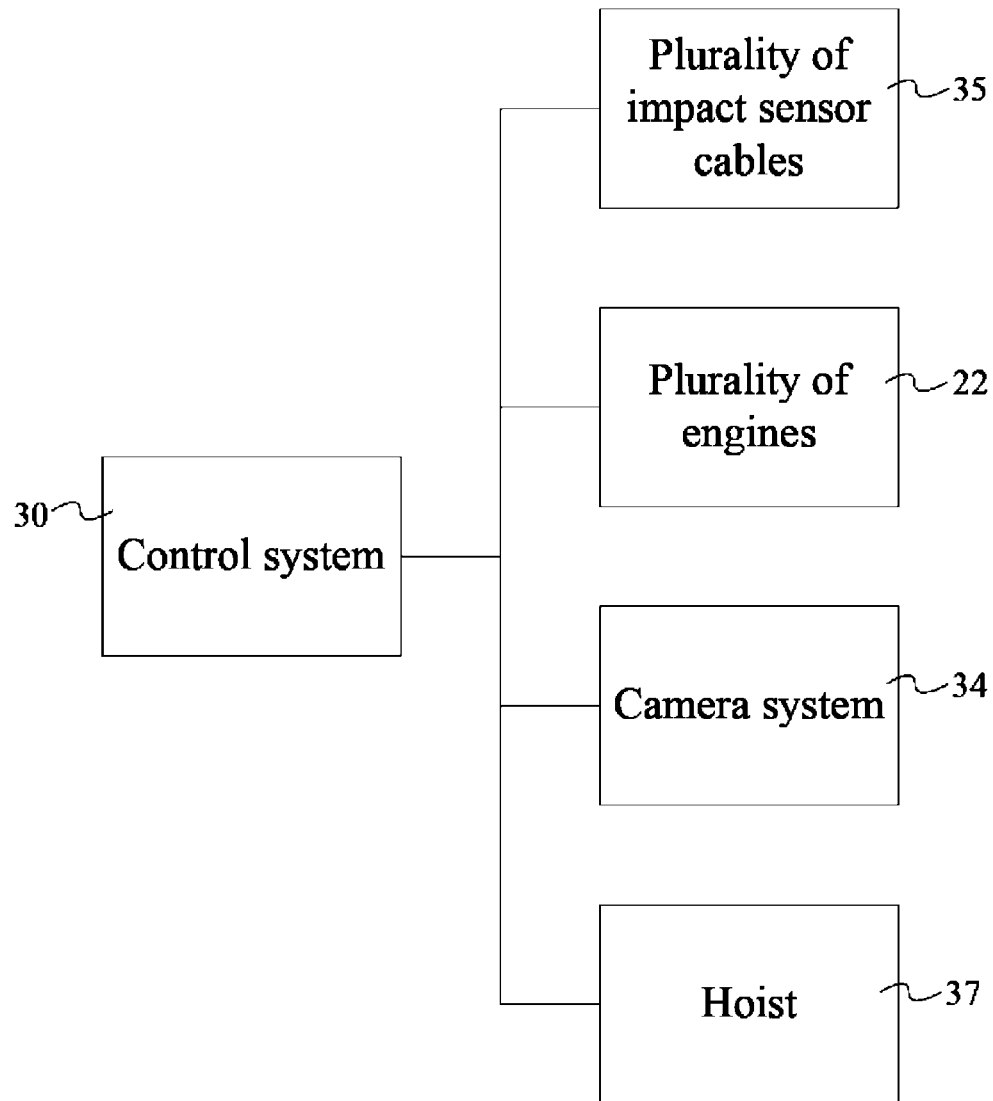 Plurality of
impact sensor
cables
35
Plurality of
engines
22
30
Control system
Camera system
34
Hoist
37